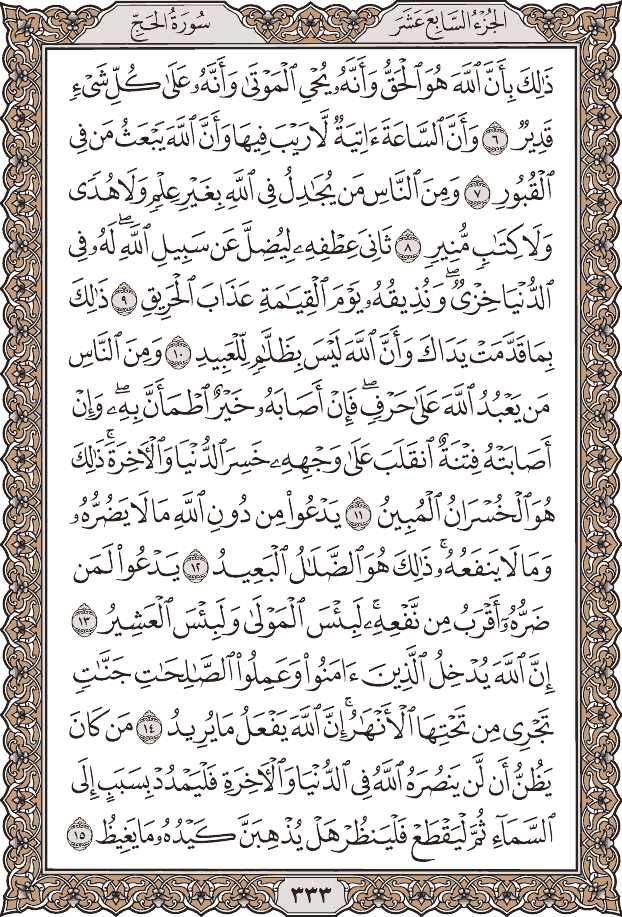 الجُزْءُ السَّابِعَ عَشَرَ
سُورَةُ الحَجِّ
ذَٰلِكَ بِأَنَّ ٱللَّهَ هُوَ ٱلْحَقُّ وَأَنَّهُۥ يُحْىِ ٱلْمَوْتَىٰ وَأَنَّهُۥ عَلَىٰ كُلِّ شَىْءٍۢ
قَدِيرٌۭ ٦ وَأَنَّ ٱلسَّاعَةَ ءَاتِيَةٌۭ لَّا رَيْبَ فِيهَا وَأَنَّ ٱللَّهَ يَبْعَثُ مَن فِى
ٱلْقُبُورِ ٧ وَمِنَ ٱلنَّاسِ مَن يُجَٰدِلُ فِى ٱللَّهِ بِغَيْرِ عِلْمٍۢ وَلَا هُدًۭى
وَلَا كِتَٰبٍۢ مُّنِيرٍۢ ٨ ثَانِىَ عِطْفِهِۦ لِيُضِلَّ عَن سَبِيلِ ٱللَّهِ ۖ لَهُۥ فِى
ٱلدُّنْيَا خِزْىٌۭ ۖ وَنُذِيقُهُۥ يَوْمَ ٱلْقِيَٰمَةِ عَذَابَ ٱلْحَرِيقِ ٩ ذَٰلِكَ
بِمَا قَدَّمَتْ يَدَاكَ وَأَنَّ ٱللَّهَ لَيْسَ بِظَلَّٰمٍۢ لِّلْعَبِيدِ ١٠ وَمِنَ ٱلنَّاسِ
مَن يَعْبُدُ ٱللَّهَ عَلَىٰ حَرْفٍۢ ۖ فَإِنْ أَصَابَهُۥ خَيْرٌ ٱطْمَأَنَّ بِهِۦ ۖ وَإِنْ
أَصَابَتْهُ فِتْنَةٌ ٱنقَلَبَ عَلَىٰ وَجْهِهِۦ خَسِرَ ٱلدُّنْيَا وَٱلْءَاخِرَةَ ۚ ذَٰلِكَ
هُوَ ٱلْخُسْرَانُ ٱلْمُبِينُ ١١ يَدْعُوا۟ مِن دُونِ ٱللَّهِ مَا لَا يَضُرُّهُۥ
وَمَا لَا يَنفَعُهُۥ ۚ ذَٰلِكَ هُوَ ٱلضَّلَٰلُ ٱلْبَعِيدُ ١٢ يَدْعُوا۟ لَمَن
ضَرُّهُۥٓ أَقْرَبُ مِن نَّفْعِهِۦ ۚ لَبِئْسَ ٱلْمَوْلَىٰ وَلَبِئْسَ ٱلْعَشِيرُ ١٣
إِنَّ ٱللَّهَ يُدْخِلُ ٱلَّذِينَ ءَامَنُوا۟ وَعَمِلُوا۟ ٱلصَّٰلِحَٰتِ جَنَّٰتٍۢ
تَجْرِى مِن تَحْتِهَا ٱلْأَنْهَٰرُ ۚ إِنَّ ٱللَّهَ يَفْعَلُ مَا يُرِيدُ ١٤ مَن كَانَ
يَظُنُّ أَن لَّن يَنصُرَهُ ٱللَّهُ فِى ٱلدُّنْيَا وَٱلْءَاخِرَةِ فَلْيَمْدُدْ بِسَبَبٍ إِلَى
ٱلسَّمَآءِ ثُمَّ لْيَقْطَعْ فَلْيَنظُرْ هَلْ يُذْهِبَنَّ كَيْدُهُۥ مَا يَغِيظُ ١٥
٣٣٣